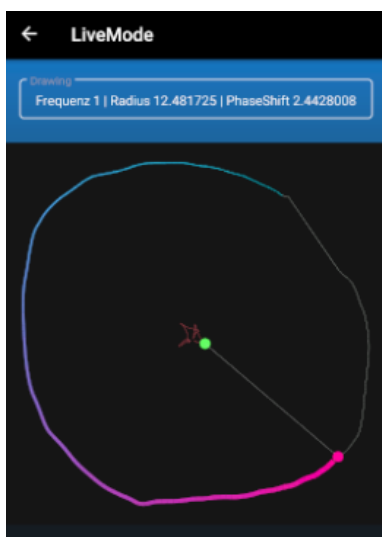 LiveMode
Drawing
Frequenz 1 | Radius 12.481725 | PhaseShift 2.4428008